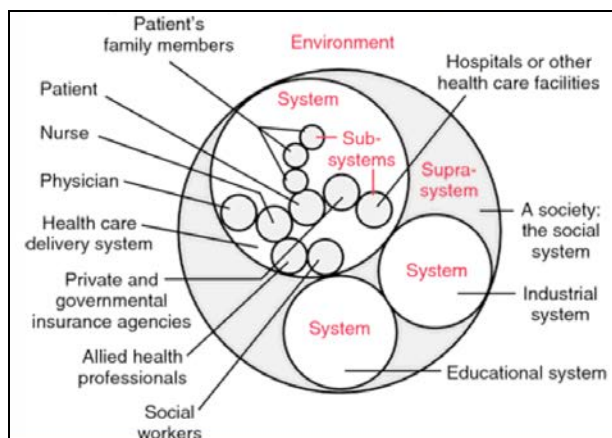 Patient's
family members
Environment
Hospitals or other
health care facilities
Patient
System
Nurse
Sub-
systems
Physician
Supra-
system
Health care
delivery system
A society:
the social
system
Private and
governmental
insurance agencies
System
Industrial
system
System
Allied health
professionals
Educational system
Social
workers